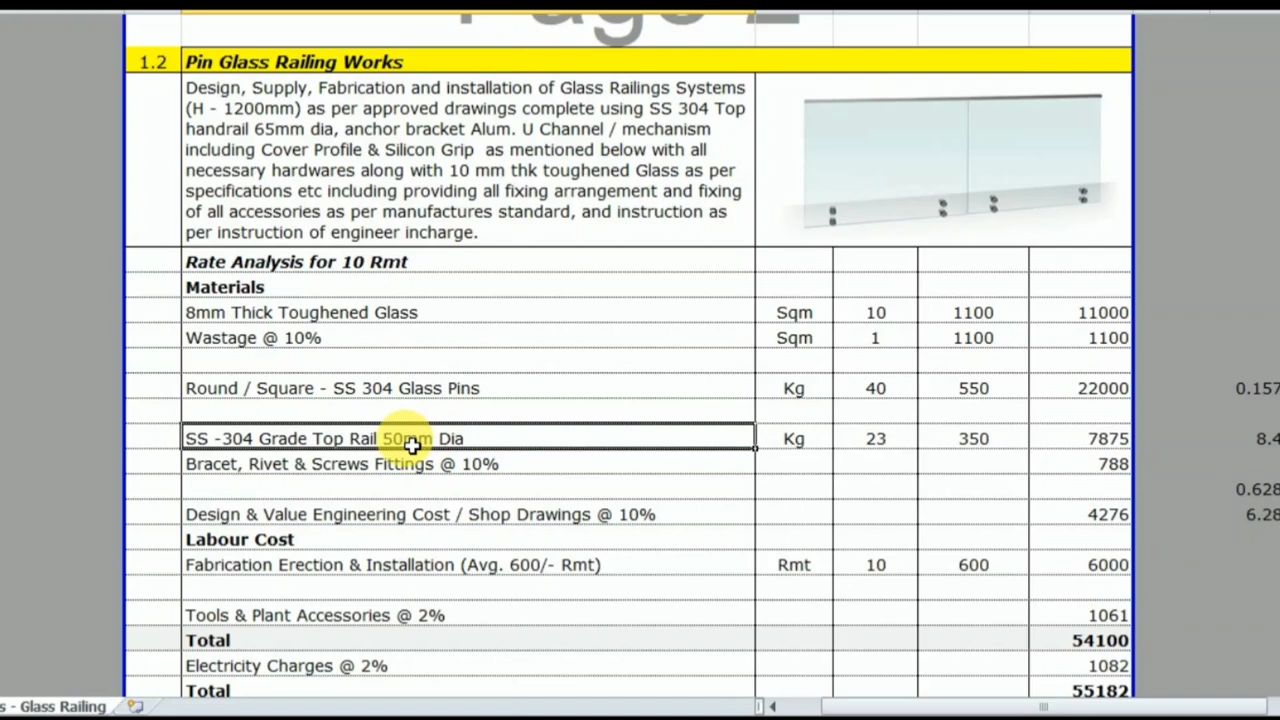 1.2 Pin Glass Railing Works
Design, Supply, Fabrication and installation of Glass Railings Systems
(H - 1200mm) as per approved drawings complete using SS 304 Top
handrail 65mm dia, anchor bracket Alum. U Channel / mechanism
including Cover Profile & Silicon Grip as mentioned below with all
necessary hardwares along with 10 mm thk toughened Glass as per
specifications etc including providing all fixing arrangement and fixing
of all accessories as per manufactures standard, and instruction as
per instruction of engineer incharge.
Rate Analysis for 10 Rmt
Materials
8mm Thick Toughened Glass Sqm 10 1100 11000
Wastage @ 10% Sqm 1 1100 1100
Round / Square - SS 304 Glass Pins Kg 40 550 22000 0.157
SS -304 Grade Top Rail 50mm Dia Kg 23 350 7875 8.4
Bracet, Rivet & Screws Fittings @ 10% 788
0.628
Design & Value Engineering Cost / Shop Drawings @ 10% 4276 6.28
Labour Cost
Fabrication Erection & Installation (Avg. 600/- Rmt) Rmt 10 600 6000
Tools & Plant Accessories @ 2% 1061
Total 54100
Electricity Charges @ 2% 1082
Total 55182
s - Glass Railing